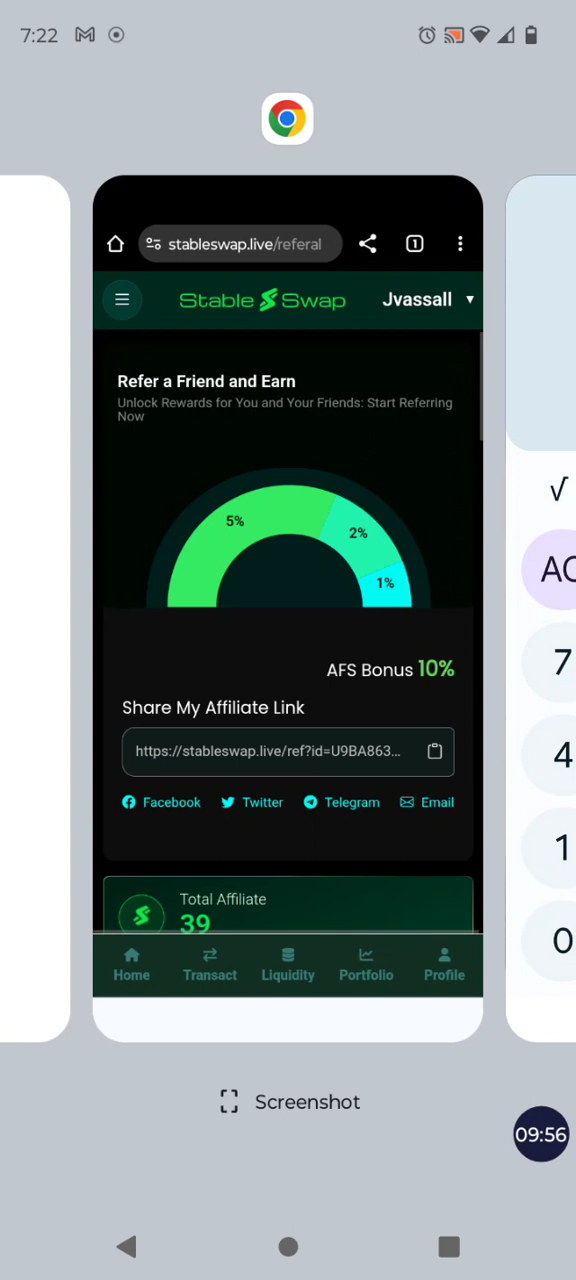 7:22
stableswap.live/referal
1
Stable Swap
Jvassall ▼
Refer a Friend and Earn
Unlock Rewards for You and Your Friends: Start Referring
Now
5%
2%
1%
AFS Bonus 10%
Share My Affiliate Link
https://stableswap.live/ref?id=U9BA863...
Facebook Twitter Telegram Email
Total Affiliate
39
Home Transact Liquidity Portfolio Profile
√
AC
7
4
1
0
Screenshot
09:56